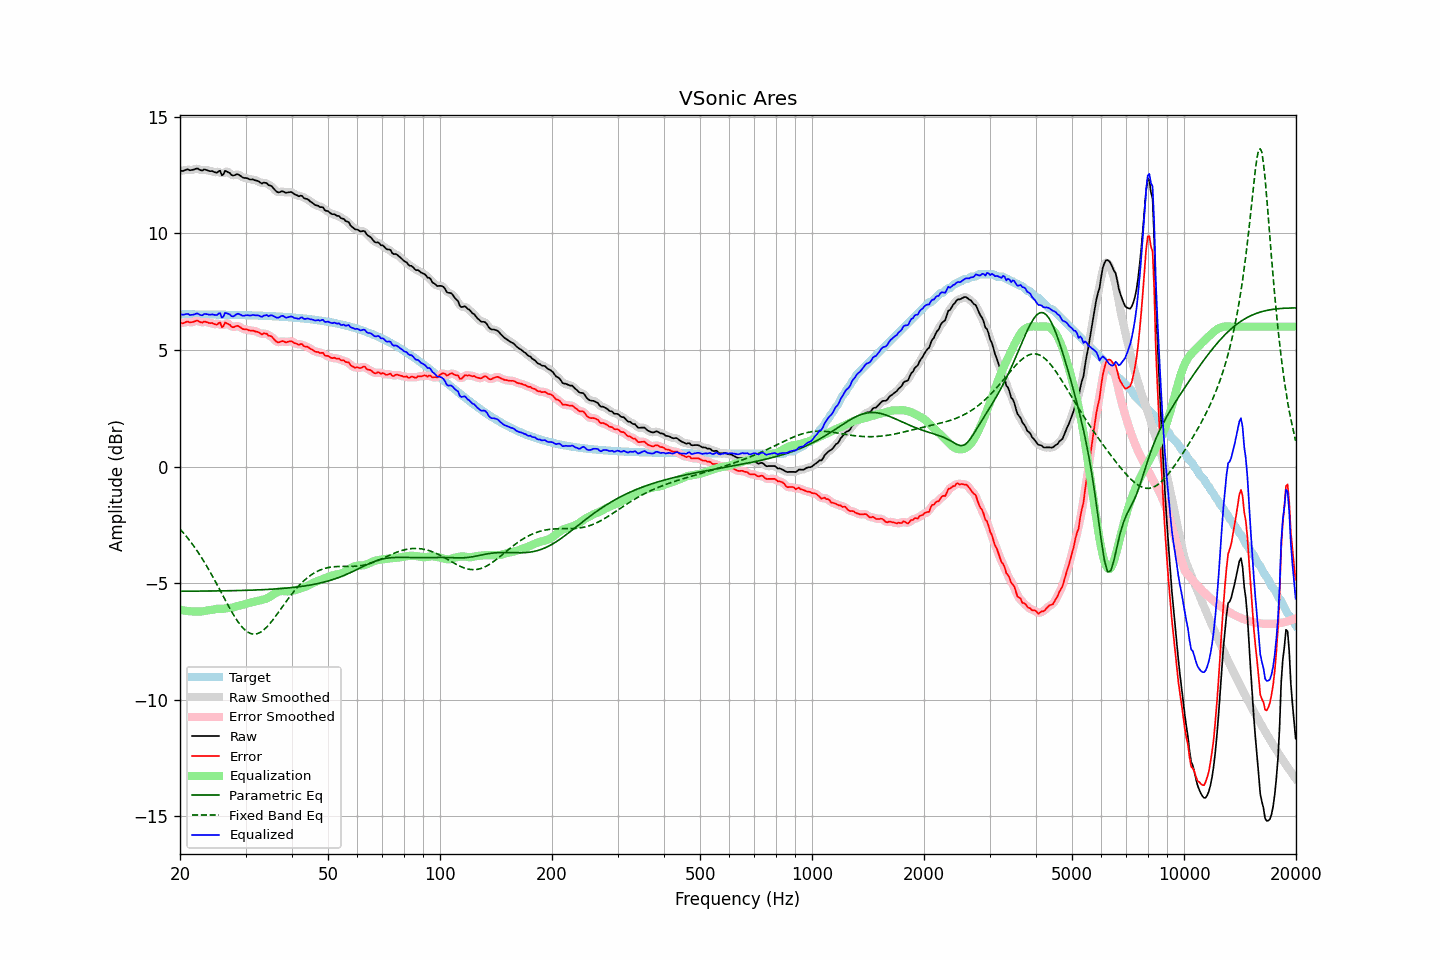 VSonic Ares
15
10
5
0
−5
−10
−15
Amplitude (dBr)
Target
Raw Smoothed
Error Smoothed
Raw
Error
Equalization
Parametric Eq
Fixed Band Eq
Equalized
20 50 100 200 500 1000 2000 5000 10000 20000
Frequency (Hz)